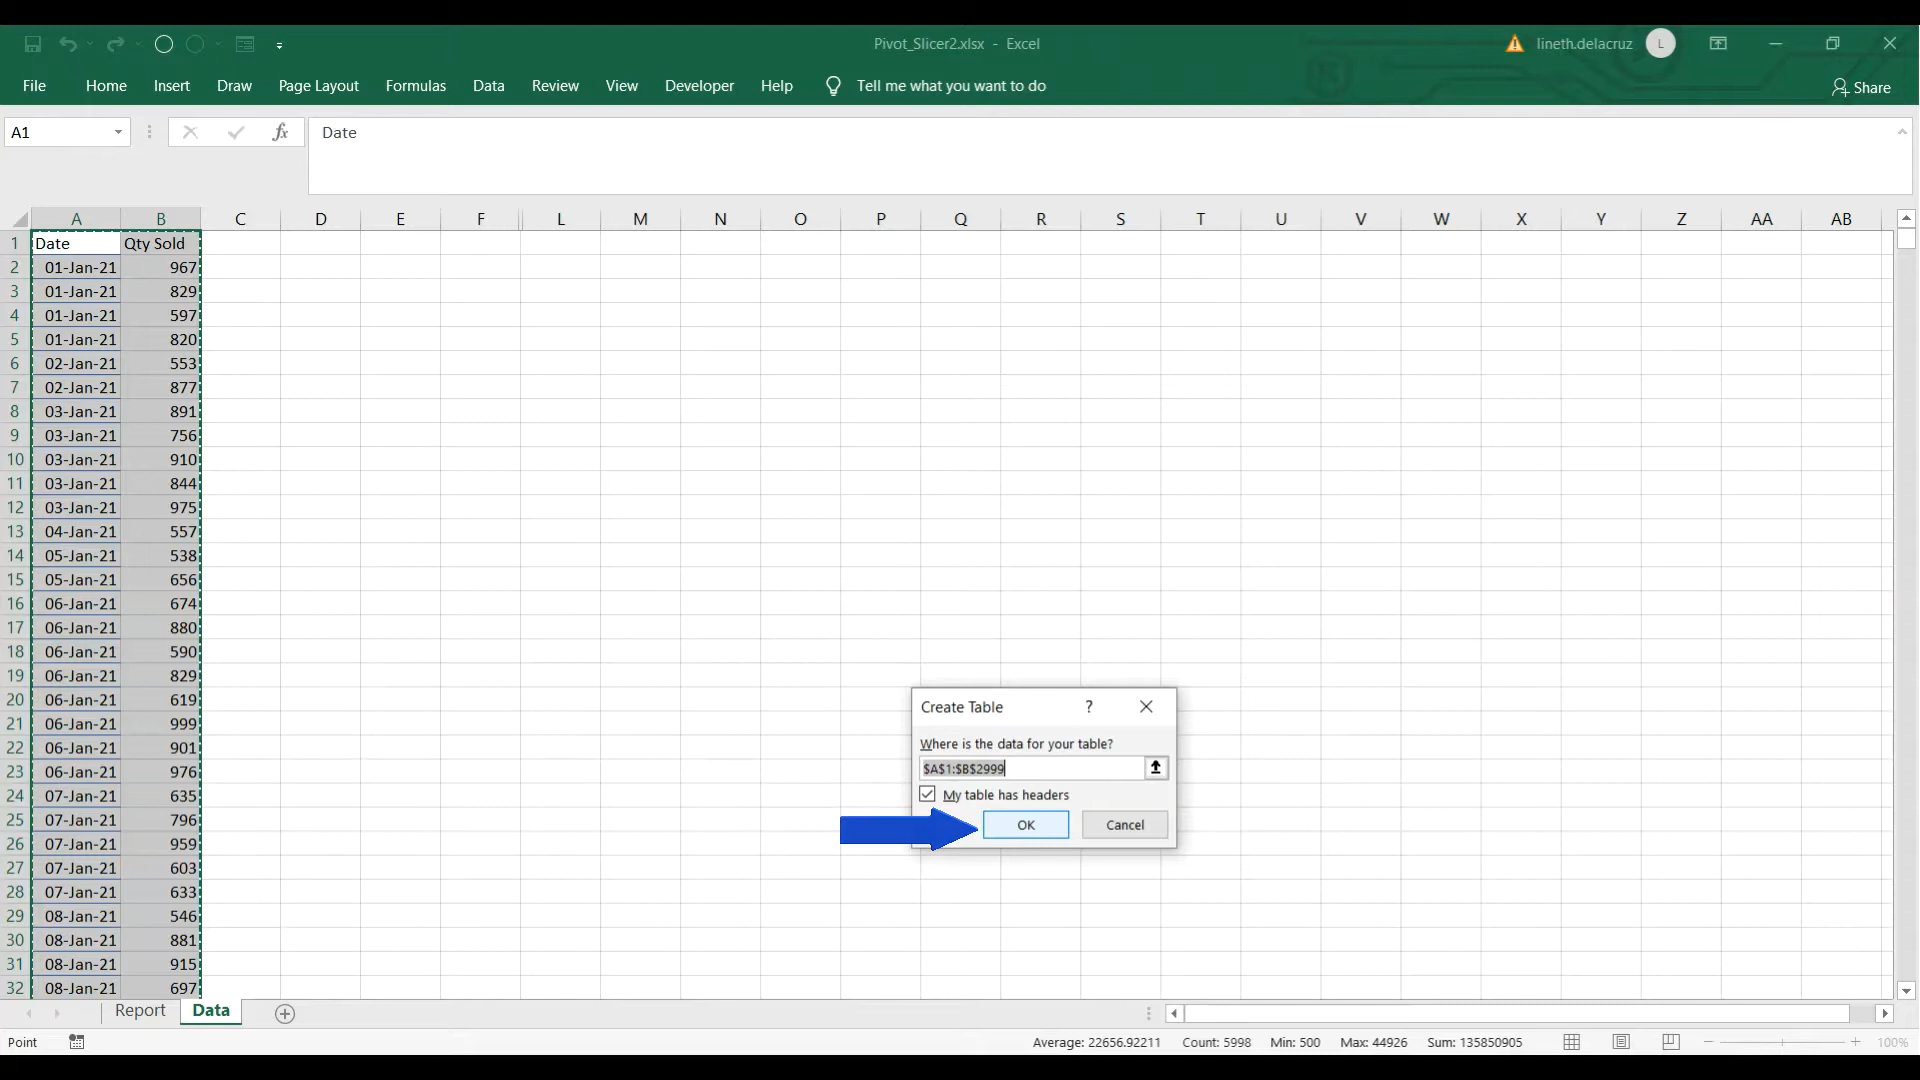 Pivot_Slicer2.xlsx - Excel
lineth.delacruz L
File Home Insert Draw Page Layout Formulas Data Review View Developer Help Tell me what you want to do Share
A1 fx Date
A B C D E F L M N O P Q R S T U V W X Y Z AA AB
1 Date Qty Sold
2 01-Jan-21 967
3 01-Jan-21 829
4 01-Jan-21 597
5 01-Jan-21 820
6 02-Jan-21 553
7 02-Jan-21 877
8 03-Jan-21 891
9 03-Jan-21 756
10 03-Jan-21 910
11 03-Jan-21 844
12 03-Jan-21 975
13 04-Jan-21 557
14 05-Jan-21 538
15 05-Jan-21 656
16 06-Jan-21 674
17 06-Jan-21 880
18 06-Jan-21 590
19 06-Jan-21 829
20 06-Jan-21 619
21 06-Jan-21 999
22 06-Jan-21 901
23 06-Jan-21 976
24 07-Jan-21 635
25 07-Jan-21 796
26 07-Jan-21 959
27 07-Jan-21 603
28 07-Jan-21 633
29 08-Jan-21 546
30 08-Jan-21 881
31 08-Jan-21 915
32 08-Jan-21 697
Create Table ?
Where is the data for your table?
$A$1:$B$2999
My table has headers
OK Cancel
Report Data
Point Average: 22656.92211 Count: 5998 Min: 500 Max: 44926 Sum: 135850905 100%